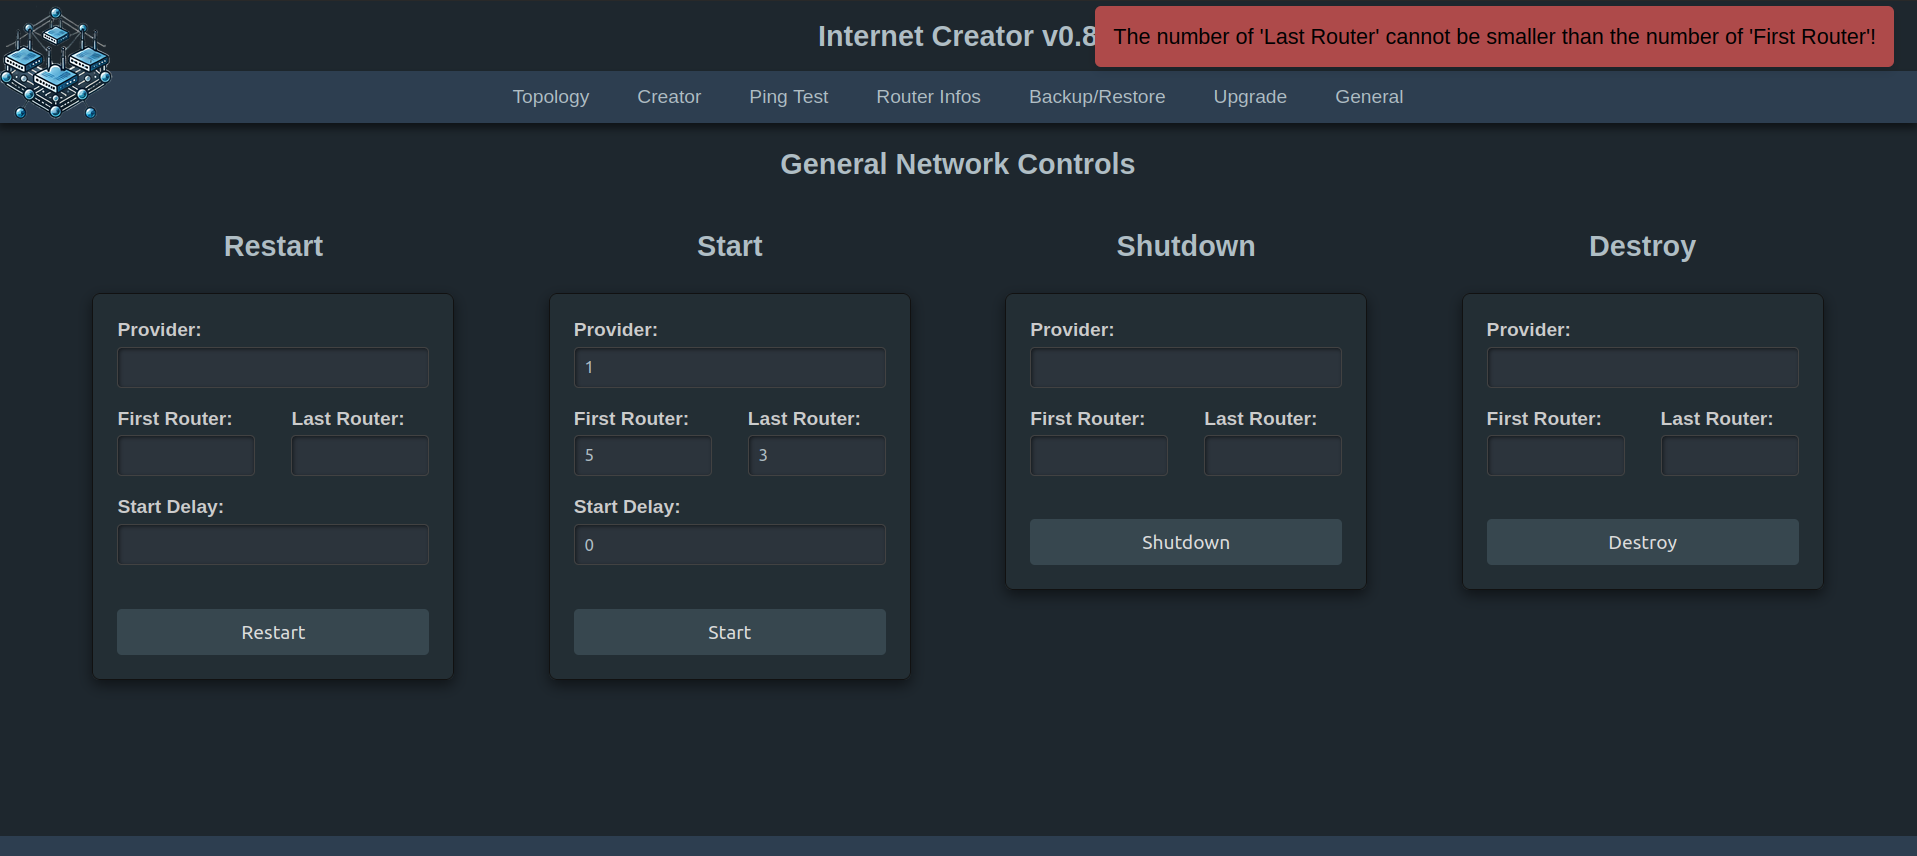 Internet Creator v0.8
The number of 'Last Router' cannot be smaller than the number of 'First Router'!
Topology Creator Ping Test Router Infos Backup/Restore Upgrade General
General Network Controls
Restart
Provider:
First Router: Last Router:
Start Delay:
Restart
Start
Provider:
1
First Router: Last Router:
5 3
Start Delay:
0
Start
Shutdown
Provider:
First Router: Last Router:
Shutdown
Destroy
Provider:
First Router: Last Router:
Destroy